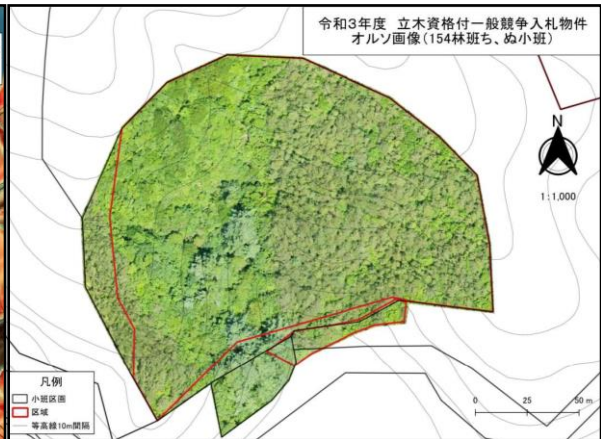 令和3年度 立木資格付一般競争入札物件
オルソ画像(154林班ち、ぬ小班)
N
1:1,000
凡例
小班区画
区域
等高線10m間隔
0 25 50 m